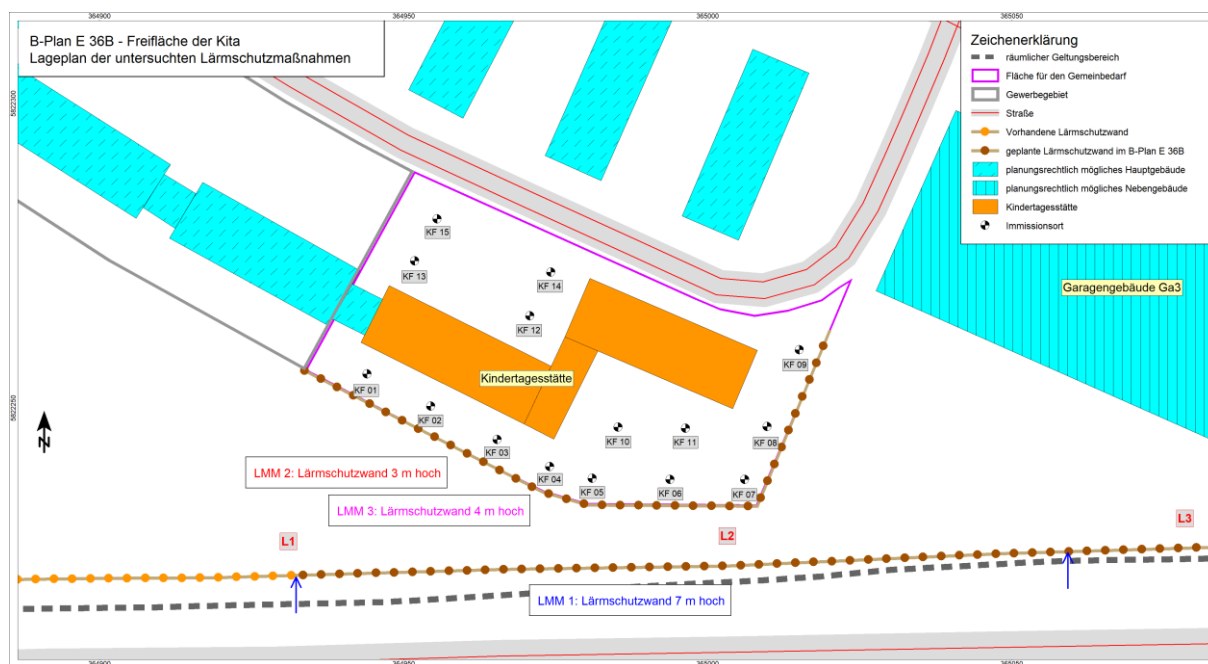 364900
364950
365000
365050
B-Plan E 36B - Freifläche der Kita
Lageplan der untersuchten Lärmschutzmaßnahmen
Zeichenerklärung
räumlicher Geltungsbereich
Fläche für den Gemeinbedarf
Gewerbegebiet
Straße
Vorhandene Lärmschutzwand
geplante Lärmschutzwand im B-Plan E 36B
planungsrechtlich mögliches Hauptgebäude
planungsrechtlich mögliches Nebengebäude
Kindertagesstätte
Immissionsort
5822300
KF 15
KF 13
KF 14
Garagengebäude Ga3
KF 12
KF 09
Kindertagesstätte
KF 01
5822250
KF 02
N
KF 10
KF 11
KF 08
KF 03
LMM 2: Lärmschutzwand 3 m hoch
KF 04
KF 05
KF 06
KF 07
LMM 3: Lärmschutzwand 4 m hoch
L1
L2
L3
LMM 1: Lärmschutzwand 7 m hoch
364900
364950
365000
365050